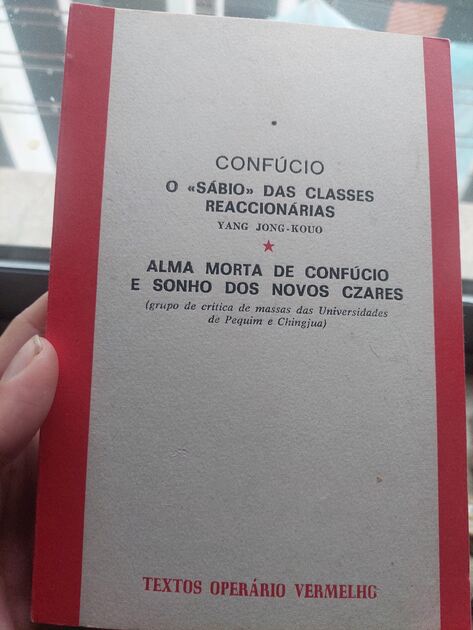 CONFÚCIO
O «SÁBIO» DAS CLASSES
REACCIONÁRIAS
YANG JONG-KOUO
ALMA MORTA DE CONFÚCIO
E SONHO DOS NOVOS CZARES
(grupo de crítica de massas das Universidades
de Pequim e Chingjua)
TEXTOS OPERÁRIO VERMELHO